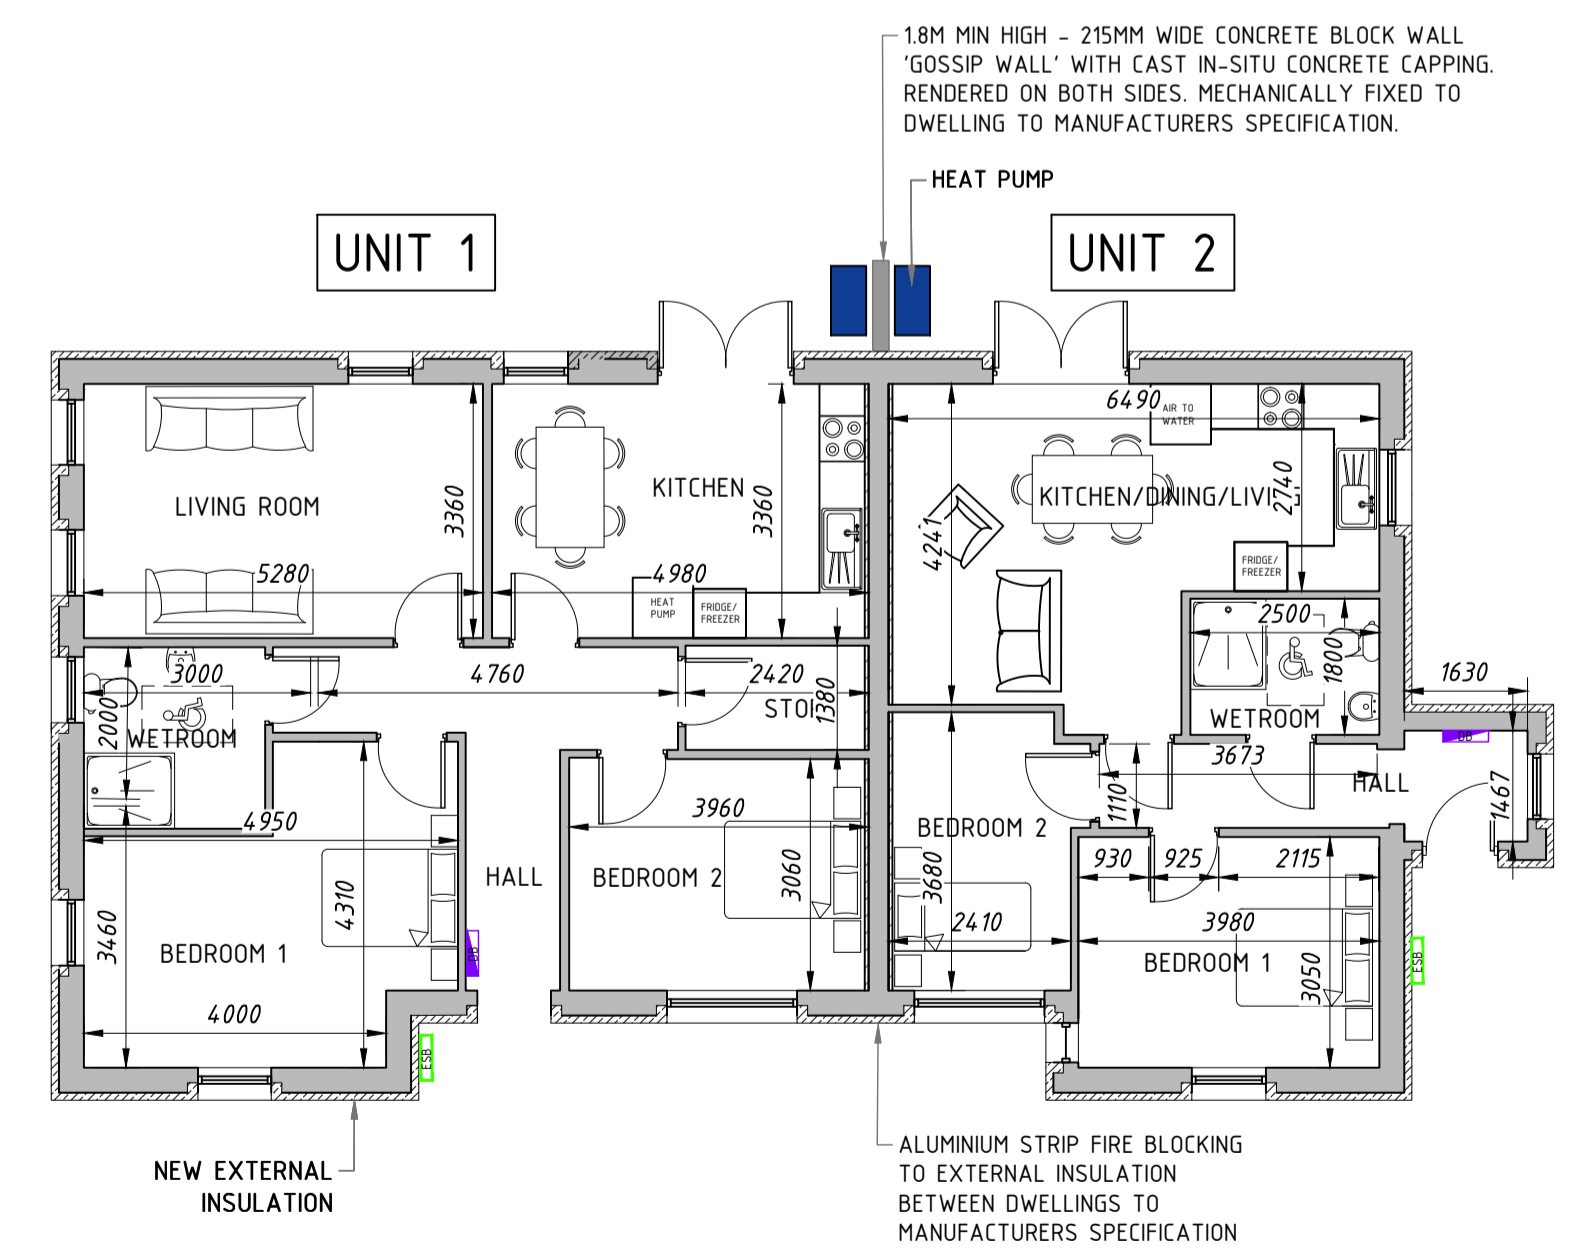 1.8M MIN HIGH - 215MM WIDE CONCRETE BLOCK WALL
'GOSSIP WALL' WITH CAST IN-SITU CONCRETE CAPPING.
RENDERED ON BOTH SIDES. MECHANICALLY FIXED TO
DWELLING TO MANUFACTURERS SPECIFICATION.
HEAT PUMP
UNIT 1
UNIT 2
LIVING ROOM
3360
5280
KITCHEN
3360
4980
HEAT
PUMP
FRIDGE/
FREEZER
6490
AIR TO
WATER
KITCHEN/DINING/LIVI
2740
4241
FRIDGE/
FREEZER
3000
2000
WETROOM
4760
2420
STO
1380
2500
1800
WETROOM
1630
DB
3673
HALL
1467
1110
4950
4310
3460
BEDROOM 1
4000
HALL
DB
3960
BEDROOM 2
3060
BEDROOM 2
3680
2410
930
925
2115
3980
BEDROOM 1
3050
ESB
ESB
NEW EXTERNAL
INSULATION
ALUMINIUM STRIP FIRE BLOCKING
TO EXTERNAL INSULATION
BETWEEN DWELLINGS TO
MANUFACTURERS SPECIFICATION